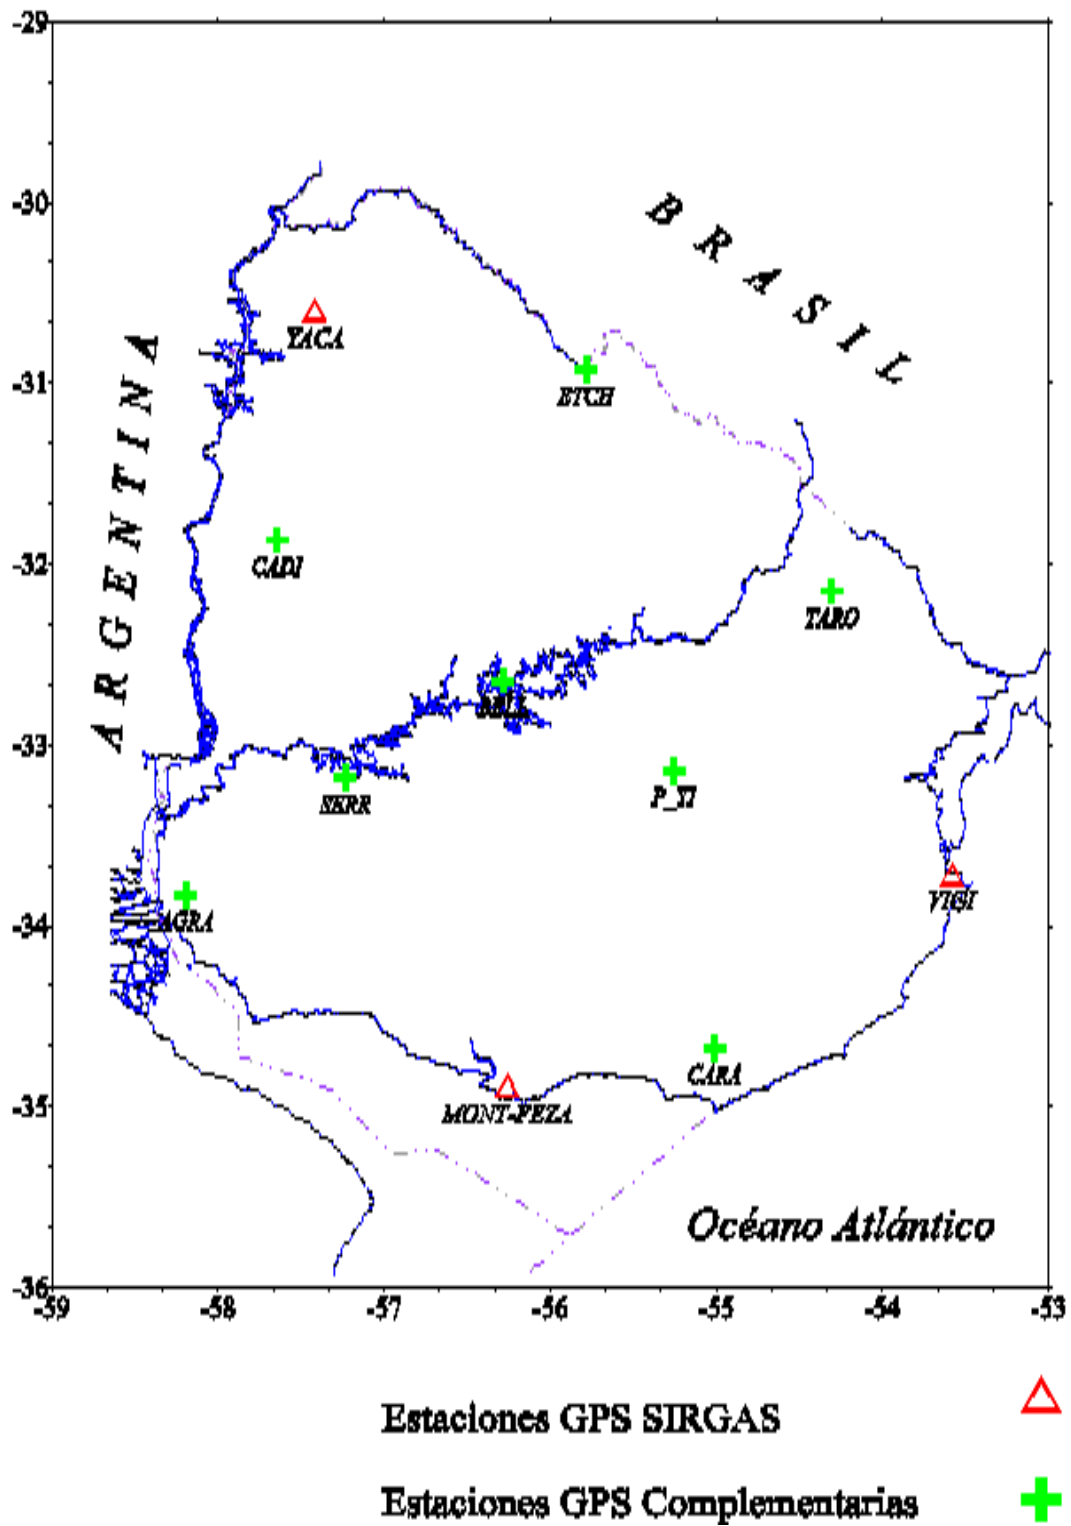 -29
-30
-31
-32
-33
-34
-35
-36
-59
-58
-57
-56
-55
-54
-53
BRASIL
ARGENTINA
YACA
ETCH
CADI
TARO
SERR
P_YI
AGRA
VIGI
CARA
MONT-PEZA
Océano Atlántico
Estaciones GPS SIRGAS
Estaciones GPS Complementarias